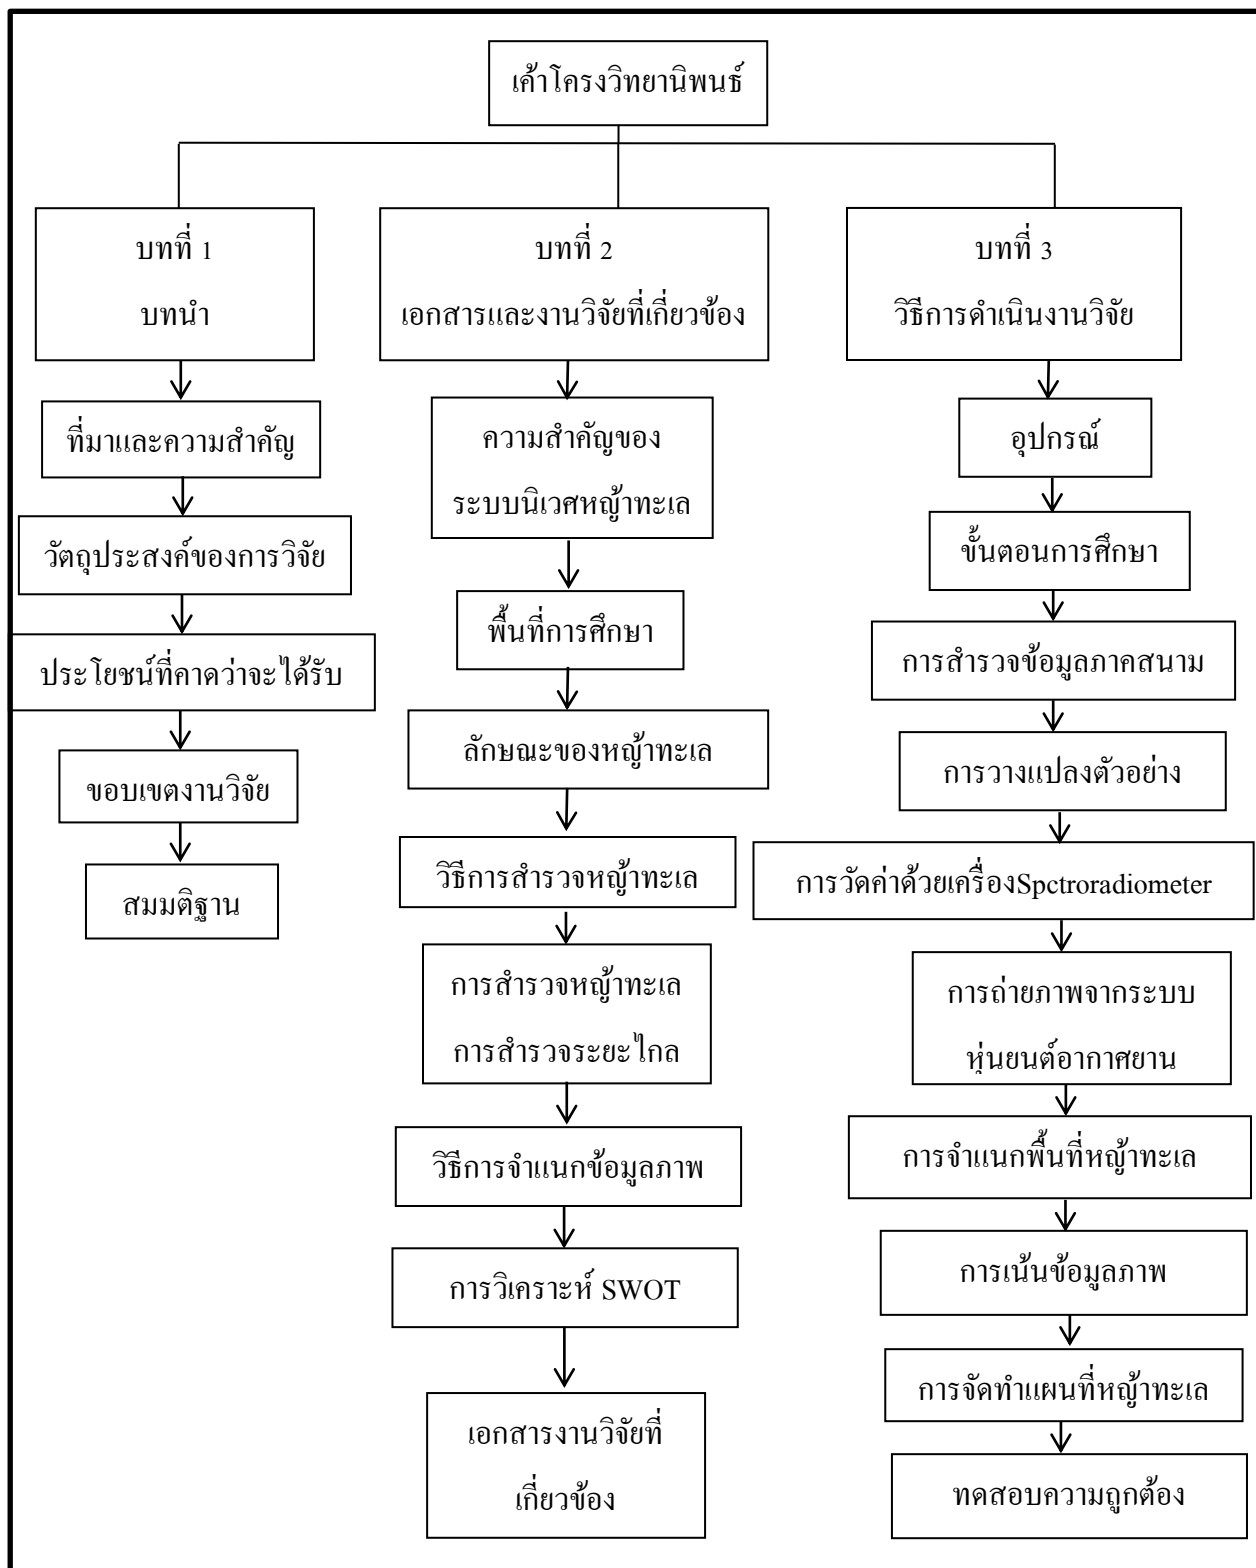 เค้าโครงวิทยานิพนธ์
บทที่ 1
บทนำ
ที่มาและความสำคัญ
วัตถุประสงค์ของการวิจัย
ประโยชน์ที่คาดว่าจะได้รับ
ขอบเขตงานวิจัย
สมมติฐาน
บทที่ 2
เอกสารและงานวิจัยที่เกี่ยวข้อง
ความสำคัญของ
ระบบนิเวศหญ้าทะเล
พื้นที่การศึกษา
ลักษณะของหญ้าทะเล
วิธีการสำรวจหญ้าทะเล
การสำรวจหญ้าทะเล
การสำรวจระยะไกล
วิธีการจำแนกข้อมูลภาพ
การวิเคราะห์ SWOT
เอกสารงานวิจัยที่
เกี่ยวข้อง
บทที่ 3
วิธีการดำเนินงานวิจัย
อุปกรณ์
ขั้นตอนการศึกษา
การสำรวจข้อมูลภาคสนาม
การวางแปลงตัวอย่าง
การวัดค่าด้วยเครื่องSpctroradiometer
การถ่ายภาพจากระบบ
หุ่นยนต์อากาศยาน
การจำแนกพื้นที่หญ้าทะเล
การเน้นข้อมูลภาพ
การจัดทำแผนที่หญ้าทะเล
ทดสอบความถูกต้อง